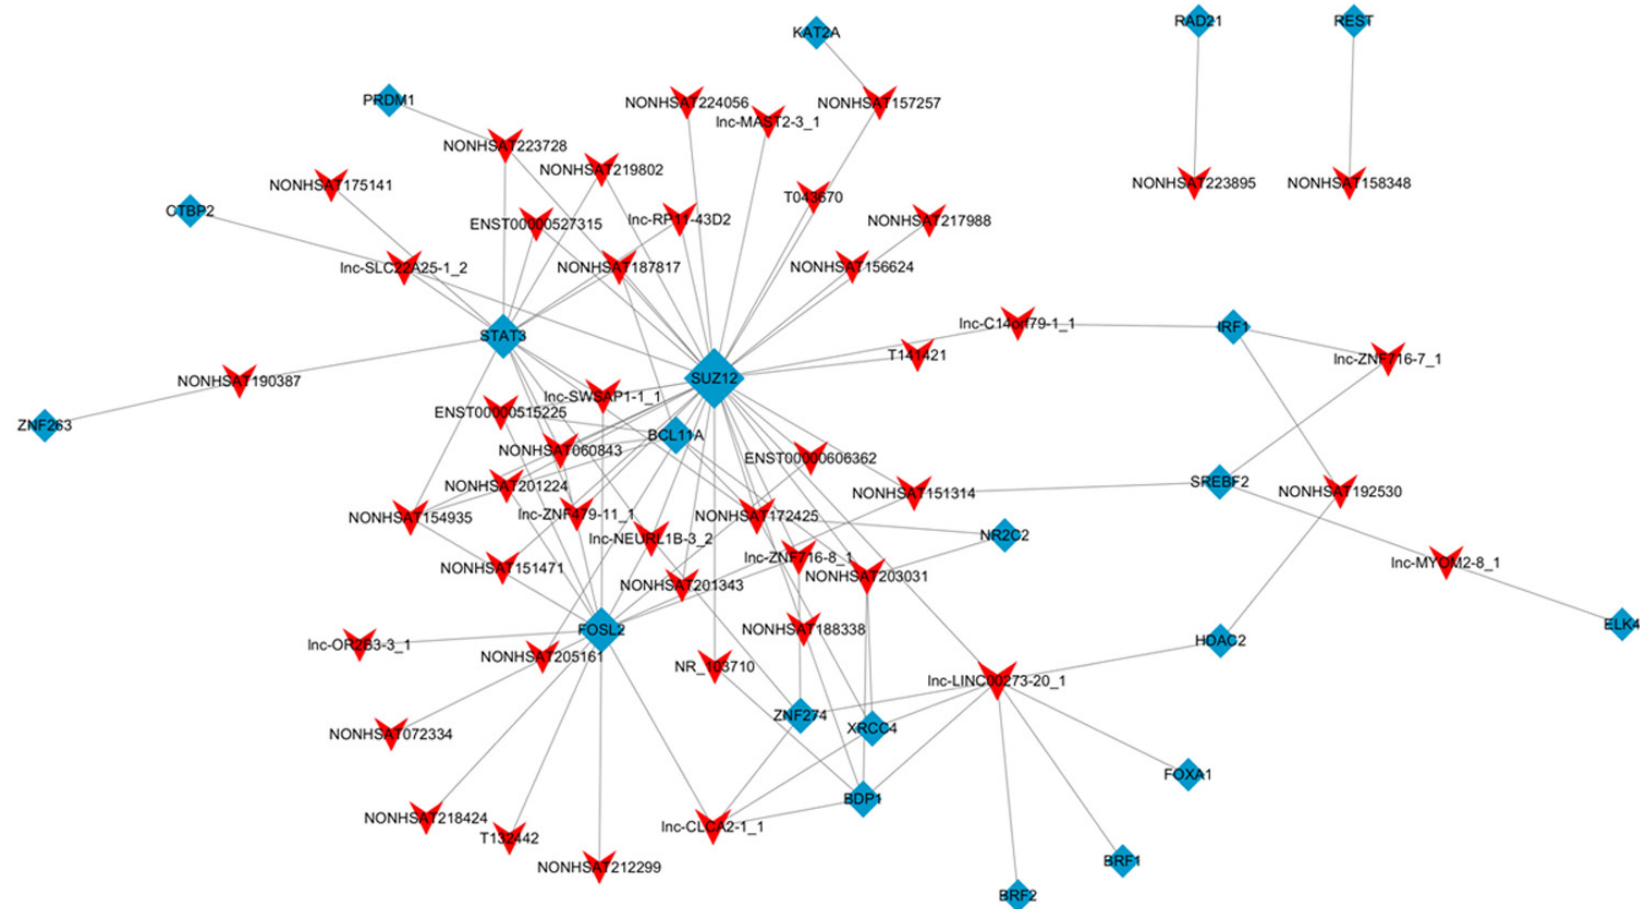 RAD21
REST
KAT2A
PRDM1
NONHSAT224056
NONHSAT157257
lnc-MAST2-3_1
NONHSAT223728
NONHSAT219802
NONHSAT175141
NONHSAT223895
NONHSAT158348
T043670
CTBP2
ENST00000527315
lnc-RP11-43D2
NONHSAT217988
lnc-SLC22A25-1_2
NONHSAT187817
NONHSAT156624
lnc-C14orf79-1_1
IRF1
STAT3
T141421
lnc-ZNF716-7_1
NONHSAT190387
SUZ12
lnc-SWSAP1-1_1
ENST00000515225
ZNF263
BCL11A
NONHSAT060843
ENST00000606362
NONHSAT201224
NONHSAT151314
SREBF2
NONHSAT192530
NONHSAT154935
lnc-ZNF479-11_1
NONHSAT172425
lnc-NEURL1B-3_2
NR2C2
lnc-ZNF716-8_1
lnc-MYOM2-8_1
NONHSAT151471
NONHSAT201343
NONHSAT203031
FOSL2
NONHSAT188338
ELK4
lnc-OR2B3-3_1
HDAC2
NONHSAT205161
NR_103710
lnc-LINC00273-20_1
ZNF274
XRCC4
NONHSAT072334
FOXA1
BDP1
NONHSAT218424
lnc-CLCA2-1_1
T132442
NONHSAT212299
BRF1
BRF2